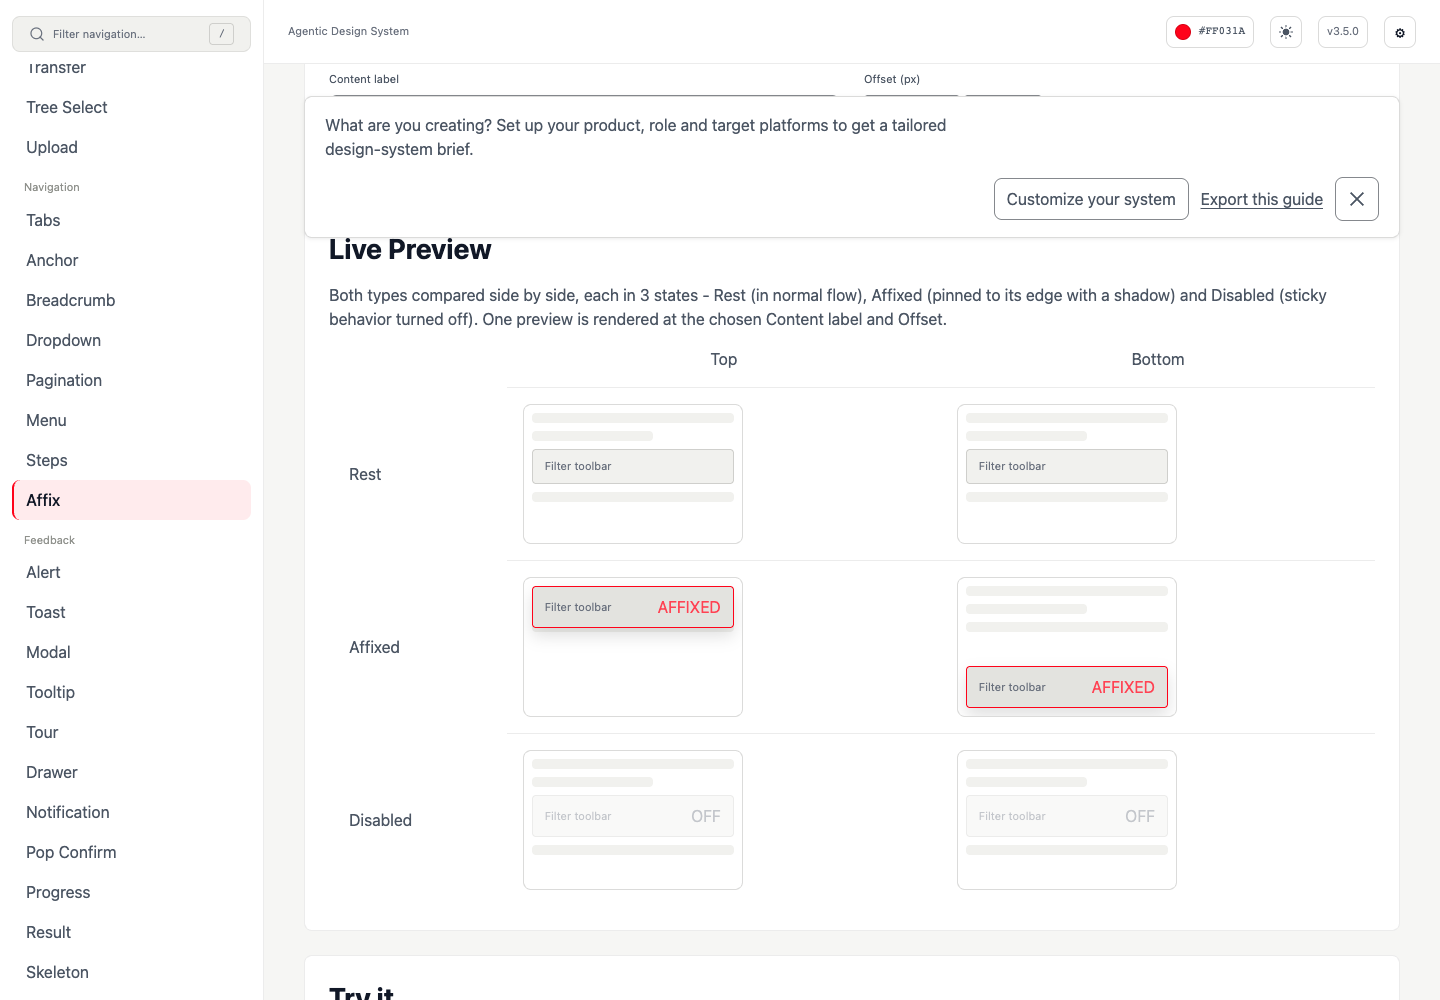 Filter navigation...
/
Transfer
Tree Select
Upload
Navigation
Tabs
Anchor
Breadcrumb
Dropdown
Pagination
Menu
Steps
Affix
Feedback
Alert
Toast
Modal
Tooltip
Tour
Drawer
Notification
Pop Confirm
Progress
Result
Skeleton
Agentic Design System
#FF031A
v3.5.0
Content label
Offset (px)
What are you creating? Set up your product, role and target platforms to get a tailored
design-system brief.
Customize your system
Export this guide
Live Preview
Both types compared side by side, each in 3 states - Rest (in normal flow), Affixed (pinned to its edge with a shadow) and Disabled (sticky
behavior turned off). One preview is rendered at the chosen Content label and Offset.
Top
Bottom
Rest
Filter toolbar
Filter toolbar
Affixed
Filter toolbar AFFIXED
Filter toolbar AFFIXED
Disabled
Filter toolbar OFF
Filter toolbar OFF
Try it